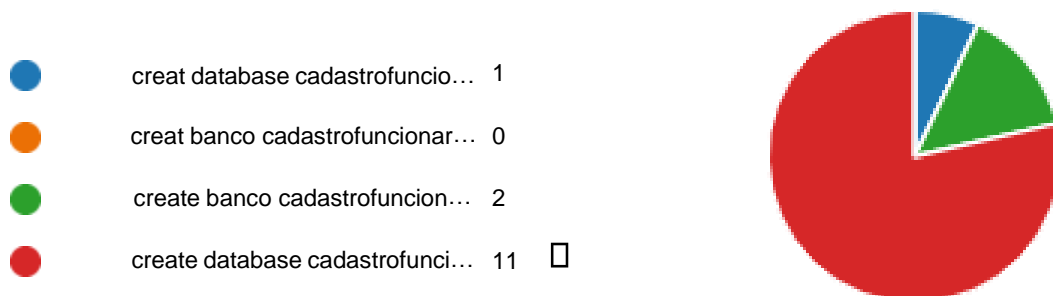 creat database cadastrofuncio… 1
creat banco cadastrofuncionar… 0
create banco cadastrofuncion… 2
create database cadastrofunci… 11